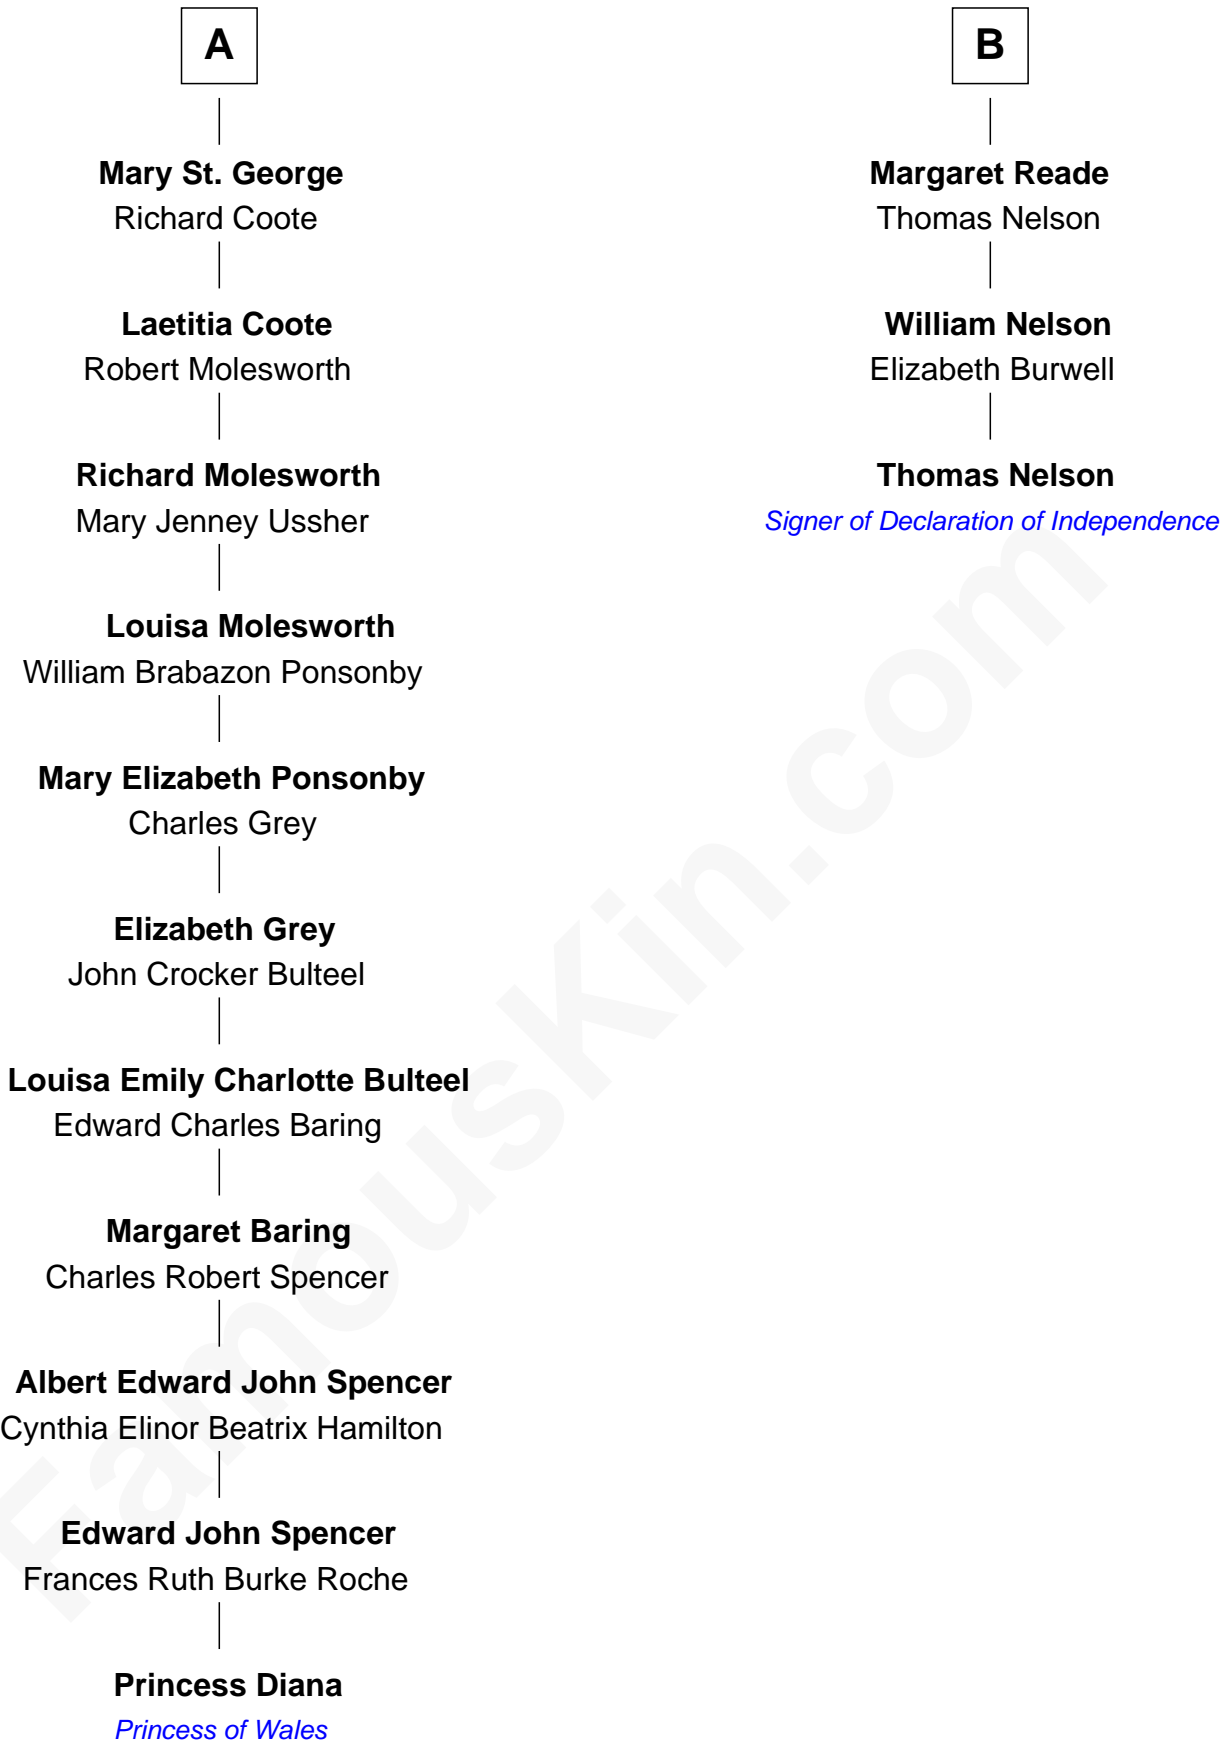 A
Mary St. George
Richard Coote
Laetitia Coote
Robert Molesworth
Richard Molesworth
Mary Jenney Ussher
Louisa Molesworth
William Brabazon Ponsonby
Mary Elizabeth Ponsonby
Charles Grey
Elizabeth Grey
John Crocker Bulteel
Louisa Emily Charlotte Bulteel
Edward Charles Baring
Margaret Baring
Charles Robert Spencer
Albert Edward John Spencer
Cynthia Elinor Beatrix Hamilton
Edward John Spencer
Frances Ruth Burke Roche
Princess Diana
Princess of Wales
B
Margaret Reade
Thomas Nelson
William Nelson
Elizabeth Burwell
Thomas Nelson
Signer of Declaration of Independence
FamousKin.com